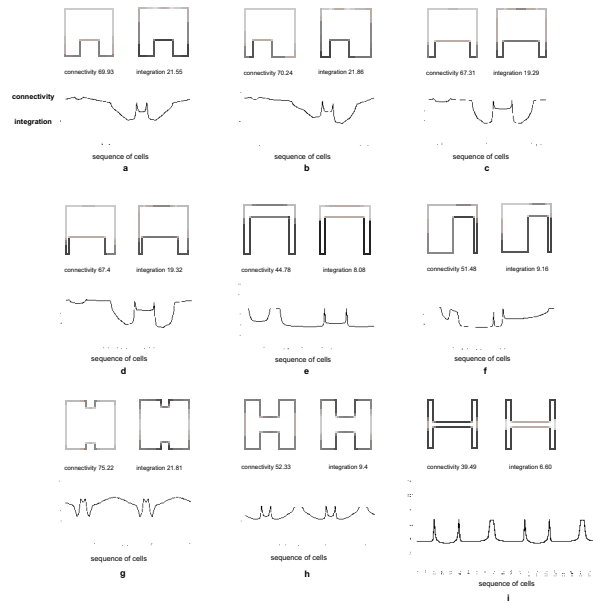 connectivity 69.93 integration 21.55 connectivity 70.24 integration 21.86 connectivity 67.31 integration 19.29
connectivity
integration
sequence of cells sequence of cells sequence of cells
a b c
connectivity 67.4 integration 19.32 connectivity 44.78 integration 8.08 connectivity 51.48 integration 9.16
sequence of cells sequence of cells sequence of cells
d e f
connectivity 75.22 integration 21.81 connectivity 52.33 integration 9.4 connectivity 39.49 integration 6.60
sequence of cells sequence of cells sequence of cells
g h i